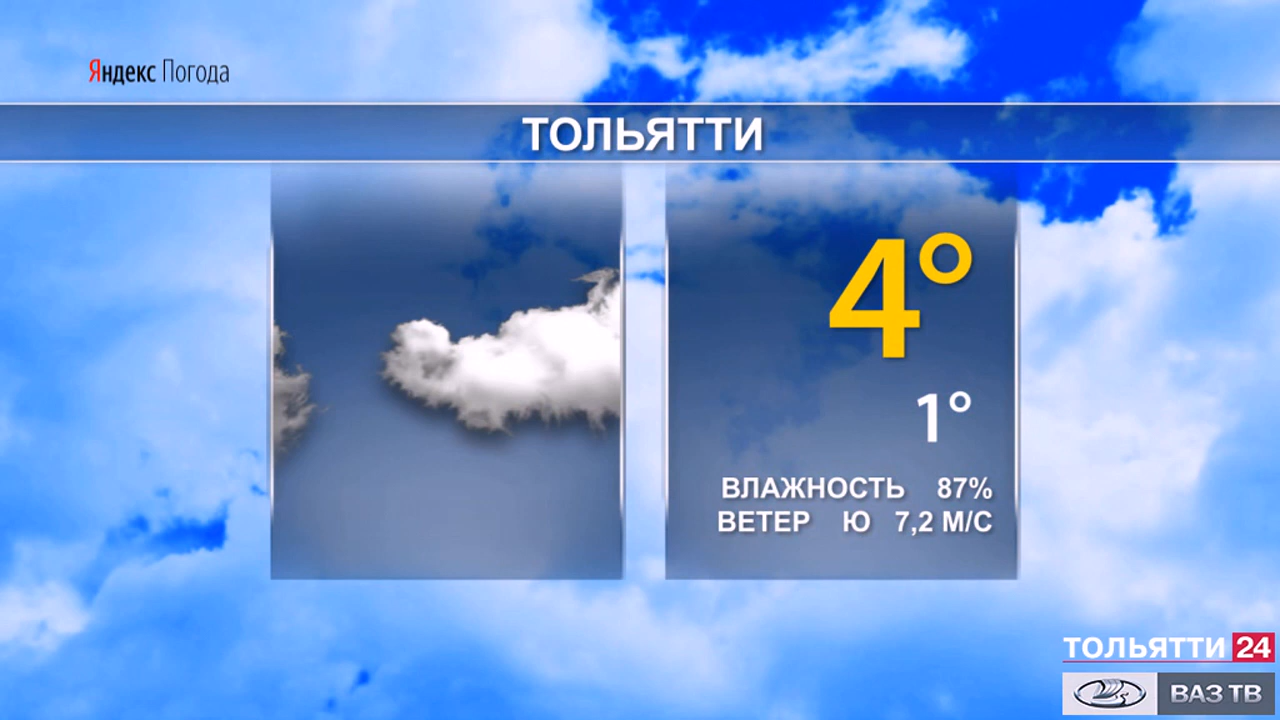 Яндекс Погода
ТОЛЬЯТТИ
4°
1°
ВЛАЖНОСТЬ 87%
ВЕТЕР Ю 7,2 М/С
ТОЛЬЯТТИ 24
ВАЗ ТВ